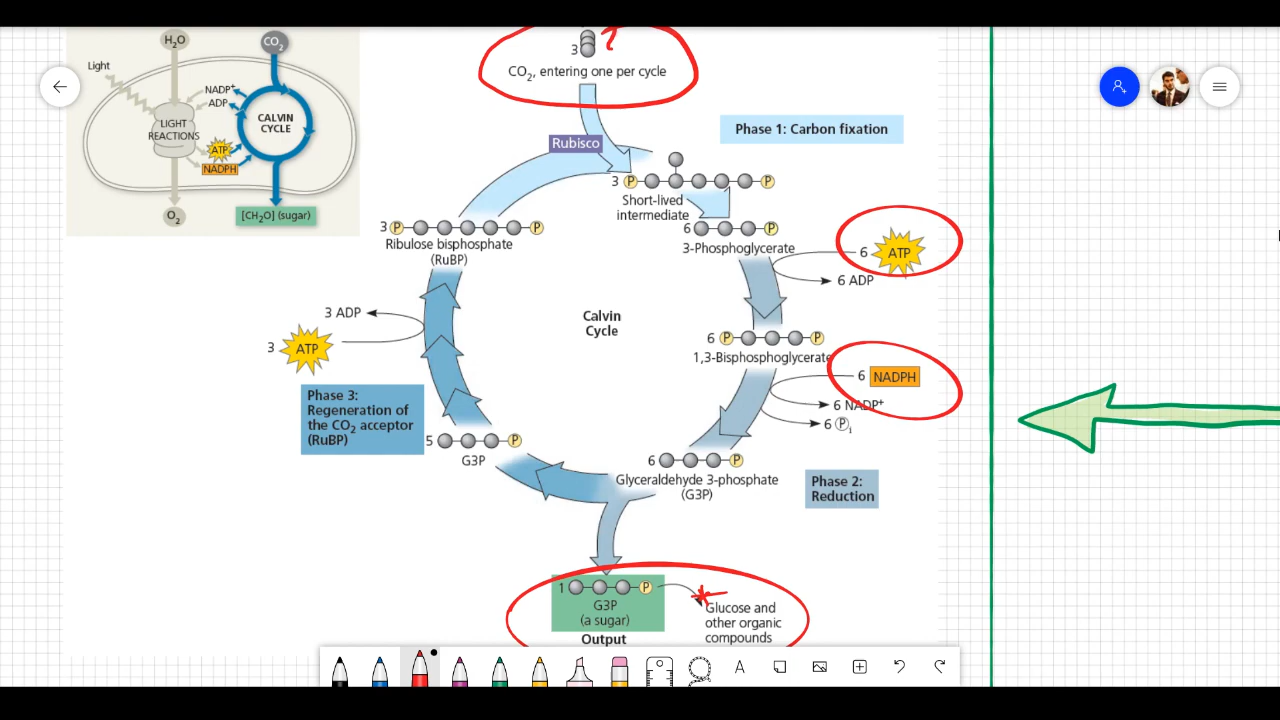 H₂O
CO₂
Light
NADP⁺
ADP
LIGHT
REACTIONS
CALVIN
CYCLE
ATP
NADPH
O₂
[CH₂O] (sugar)
3
CO₂, entering one per cycle
Rubisco
Phase 1: Carbon fixation
3 P P
Short-lived
intermediate
3 P P
Ribulose bisphosphate
(RuBP)
6 P
3-Phosphoglycerate
6 ATP
6 ADP
Calvin
Cycle
3 ADP
3 ATP
6 P P
1,3-Bisphosphoglycerate
6 NADPH
6 NADP⁺
6 Pᵢ
Phase 3:
Regeneration of
the CO₂ acceptor
(RuBP)
5 P
G3P
6 P
Glyceraldehyde 3-phosphate
(G3P)
Phase 2:
Reduction
1 P
G3P
(a sugar)
Output
Glucose and
other organic
compounds
A